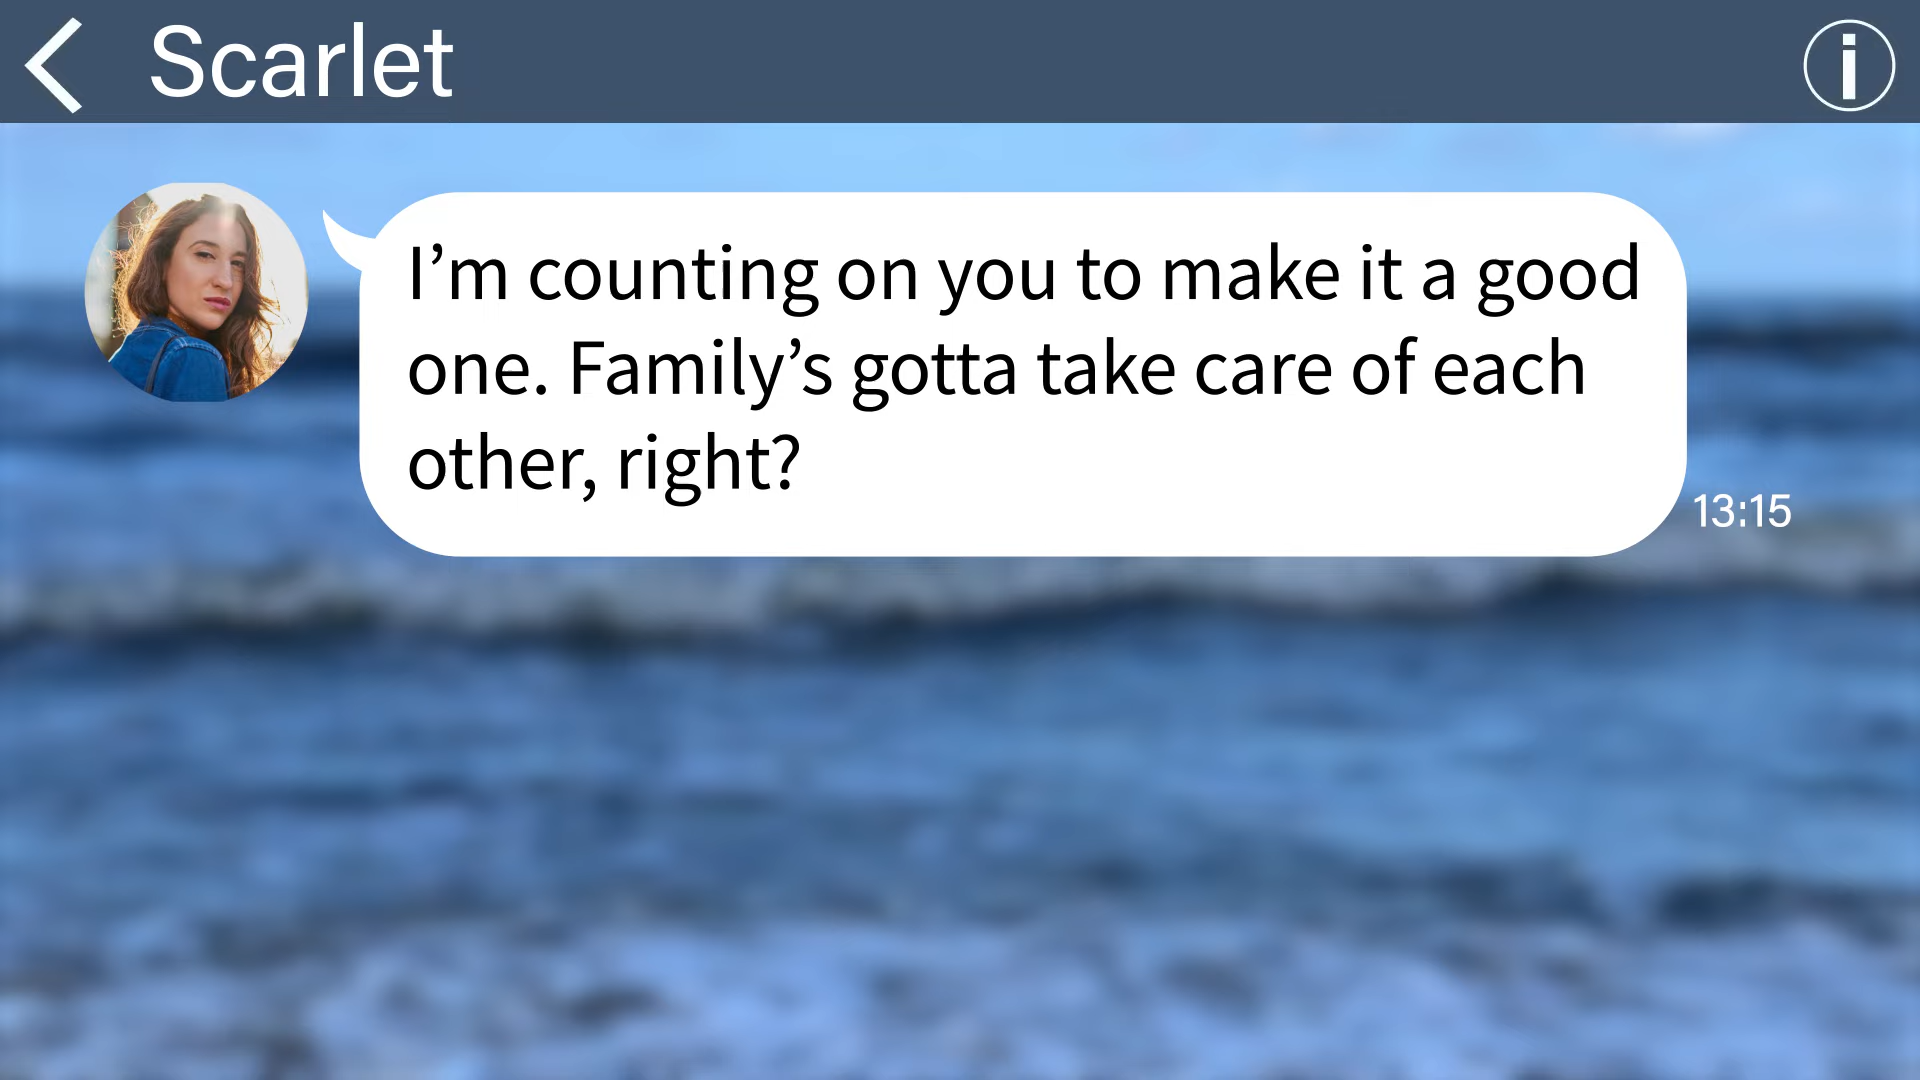 Scarlet
I’m counting on you to make it a good
one. Family’s gotta take care of each
other, right?
13:15